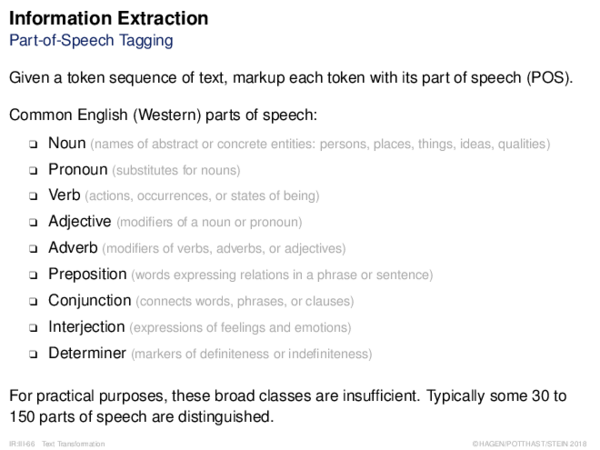 Information Extraction
Part-of-Speech Tagging
Given a token sequence of text, markup each token with its part of speech (POS).
Common English (Western) parts of speech:
❑ Noun (names of abstract or concrete entities: persons, places, things, ideas, qualities)
❑ Pronoun (substitutes for nouns)
❑ Verb (actions, occurrences, or states of being)
❑ Adjective (modifiers of a noun or pronoun)
❑ Adverb (modifiers of verbs, adverbs, or adjectives)
❑ Preposition (words expressing relations in a phrase or sentence)
❑ Conjunction (connects words, phrases, or clauses)
❑ Interjection (expressions of feelings and emotions)
❑ Determiner (markers of definiteness or indefiniteness)
For practical purposes, these broad classes are insufficient. Typically some 30 to
150 parts of speech are distinguished.
IR:III-66 Text Transformation ©HAGEN/POTTHAST/STEIN 2018